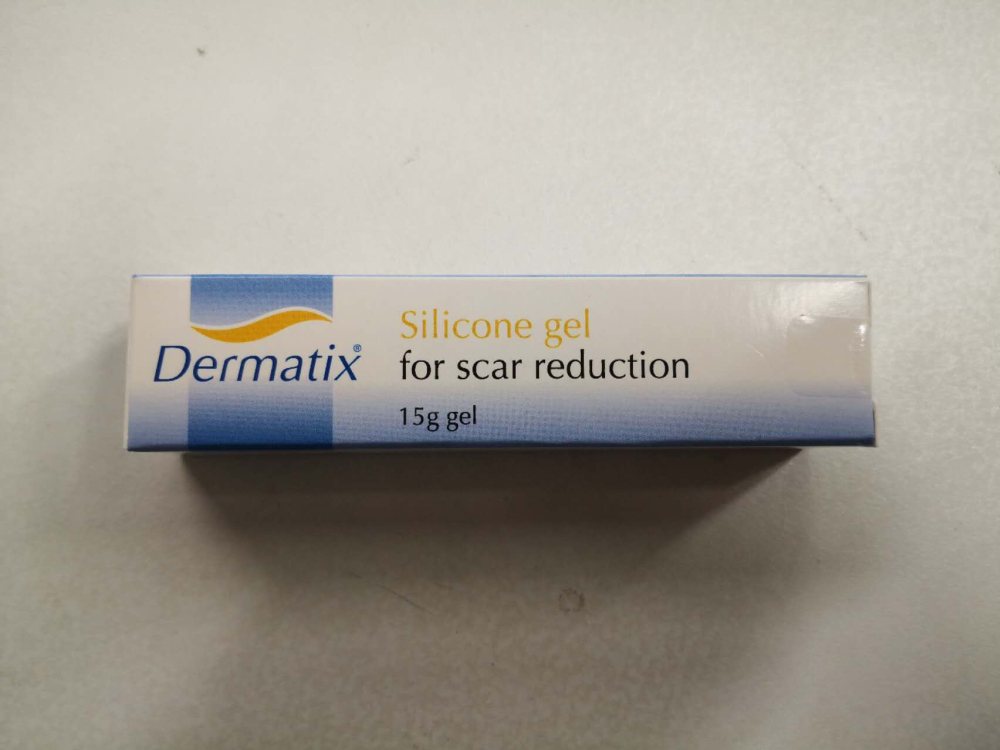 Dermatix®
Silicone gel
for scar reduction
15g gel